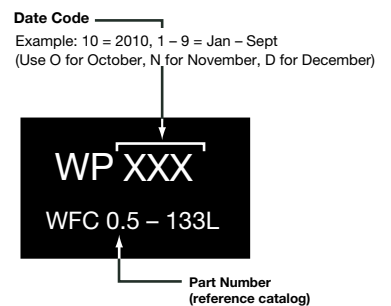 Date Code
Example: 10 = 2010, 1 – 9 = Jan – Sept
(Use O for October, N for November, D for December)
WP XXX
WFC 0.5 – 133L
Part Number
(reference catalog)